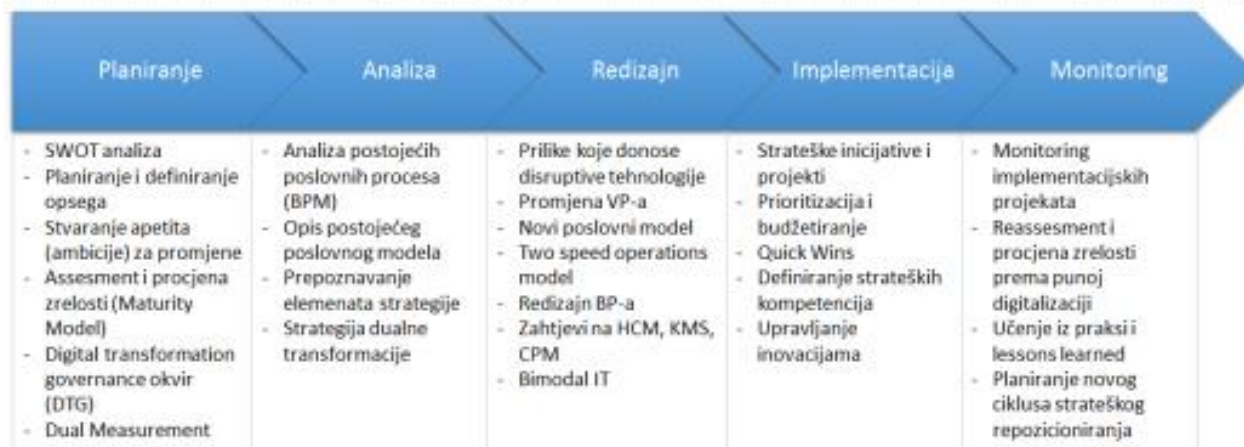 Planiranje
Analiza
Redizajn
Implementacija
Monitoring
- SWOT analiza
- Planiranje i definiranje
opsega
- Stvaranje apetita
(ambicije) za promjene
- Assesment i procjena
zrelosti (Maturity
Model)
- Digital transformation
governance okvir
(DTG)
- Dual Measurement
- Analiza postojećih
poslovnih procesa
(BPM)
- Opis postojećeg
poslovnog modela
- Prepoznavanje
elemenata strategije
- Strategija dualne
transformacije
- Prilike koje donose
disruptive tehnologije
- Promjena VP-a
- Novi poslovni model
- Two speed operations
model
- Redizajn BP-a
- Zahtjevi na HCM, KMS,
CPM
- Bimodal IT
- Strateške inicijative i
projekti
- Prioritizacija i
budžetiranje
- Quick Wins
- Definiranje strateških
kompetencija
- Upravljanje
inovacijama
- Monitoring
implementacijskih
projekata
- Reassesment i
procjena zrelosti
prema punoj
digitalizaciji
- Učenje iz praksi i
lessons learned
- Planiranje novog
ciklusa strateškog
repozicioniranja